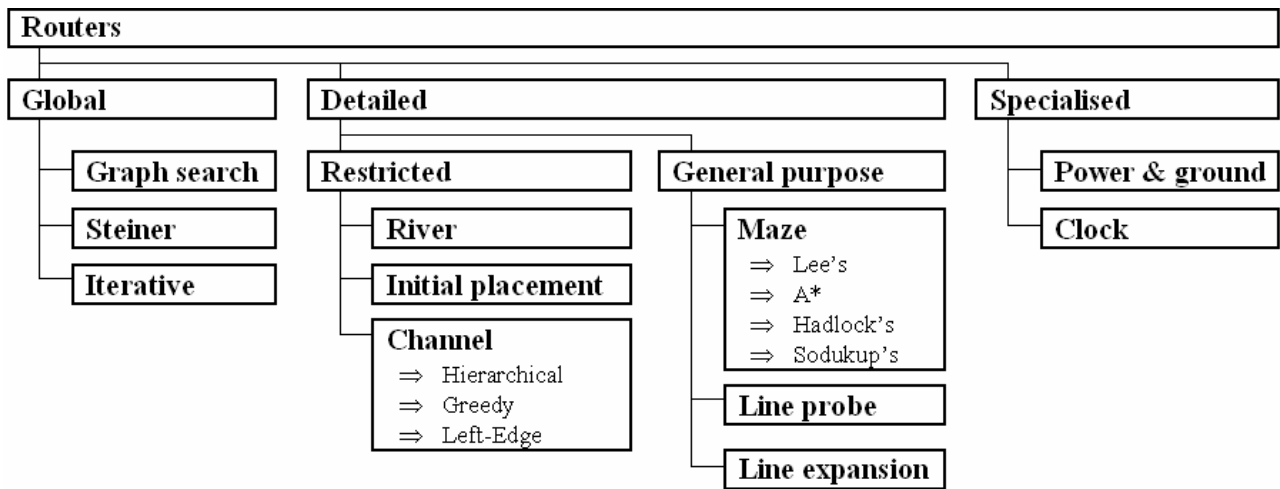 Routers
Global
Detailed
Specialised
Graph search
Restricted
General purpose
Power & ground
Steiner
River
Maze
Clock
⇒ Lee's
Iterative
Initial placement
⇒ A*
⇒ Hadlock's
Channel
⇒ Sodukup's
⇒ Hierarchical
⇒ Greedy
Line probe
⇒ Left-Edge
Line expansion